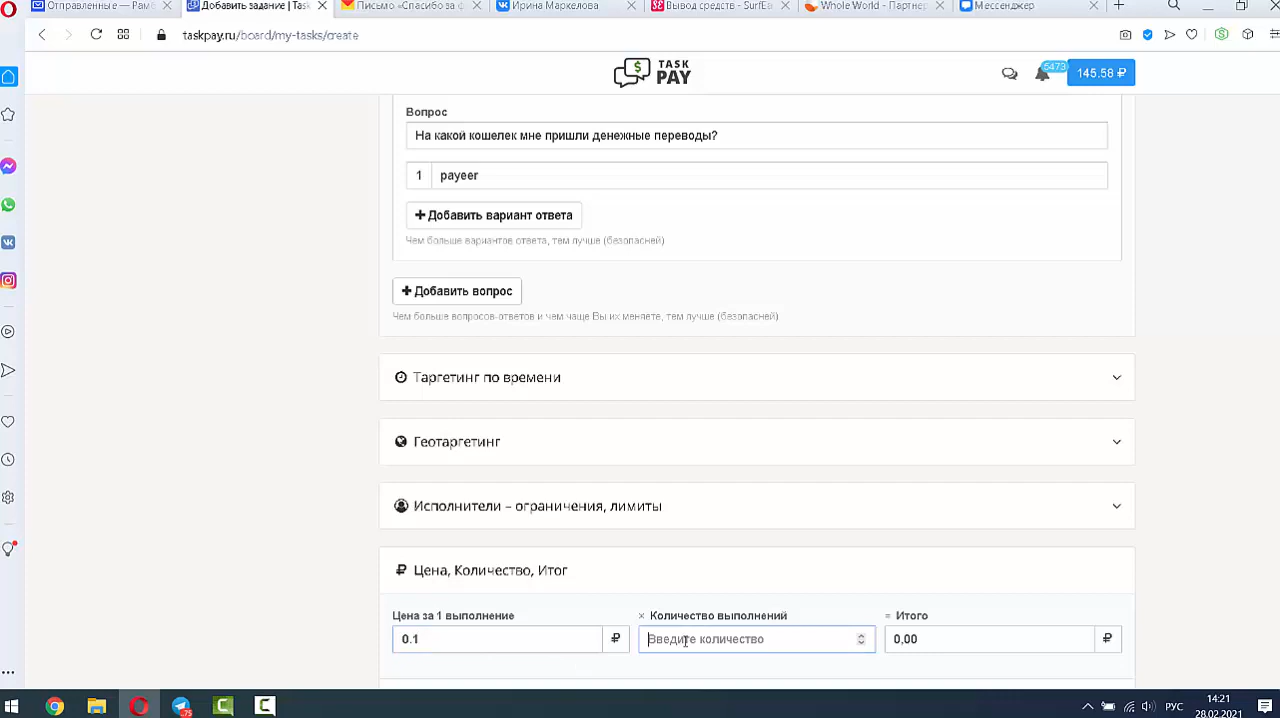 Отправленные — Рамб
Добавить задание | Task
Письмо «Спасибо за ф
Ирина Маркелова
Вывод средств | SurfEa
Whole World - Партнер
Мессенджер
taskpay.ru/board/my-tasks/create
TASK
PAY
5473
145.58 ₽
Вопрос
На какой кошелек мне пришли денежные переводы?
1 payeer
+ Добавить вариант ответа
Чем больше вариантов ответа, тем лучше (безопасней)
+ Добавить вопрос
Чем больше вопросов-ответов и чем чаще Вы их меняете, тем лучше (безопасней)
Таргетинг по времени
Геотаргетинг
Исполнители – ограничения, лимиты
₽ Цена, Количество, Итог
Цена за 1 выполнение
× Количество выполнений
= Итого
0.1 ₽
Введите количество
0,00 ₽
75
РУС
14:21
28.02.2021